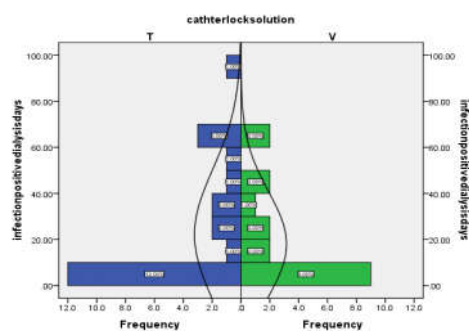 cathterlocksolution
T V
100.00 100.00
80.00 80.00
60.00 60.00
40.00 40.00
20.00 20.00
.00 .00
infectionpositivedialysisdays
infectionpositivedialysisdays
12.0 10.0 8.0 6.0 4.0 2.0 0.0 2.0 4.0 6.0 8.0 10.0 12.0
Frequency Frequency